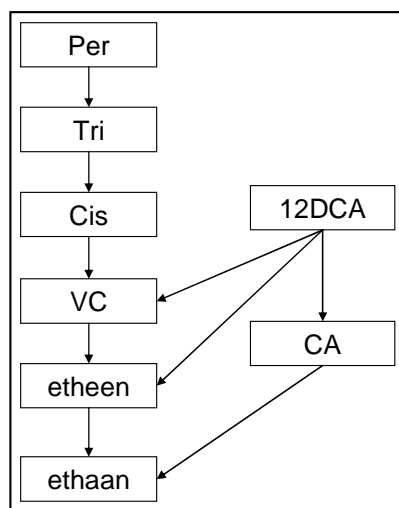 Per
Tri
Cis
12DCA
VC
CA
etheen
ethaan